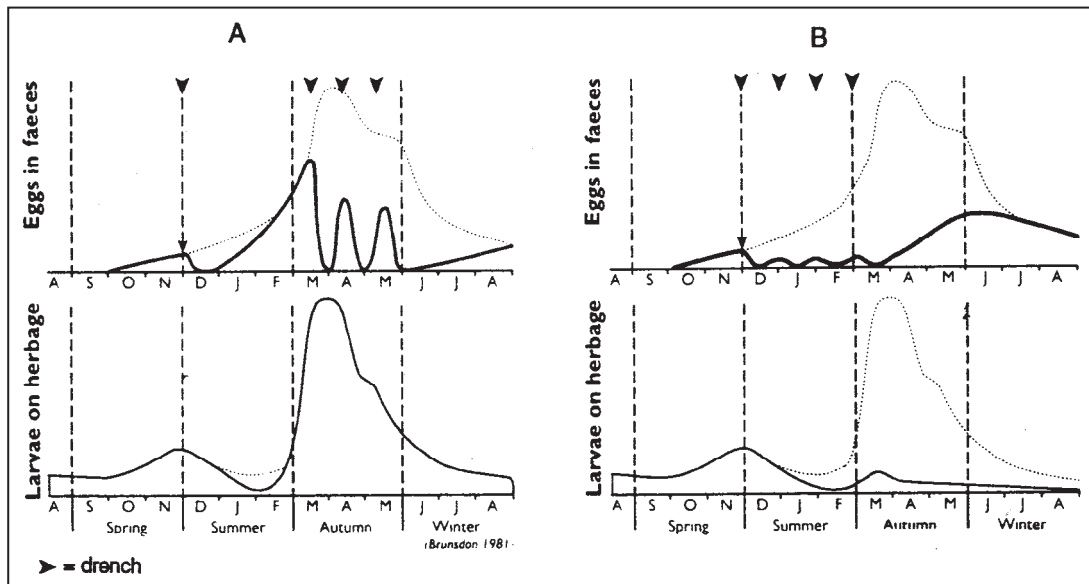 A
B
Eggs in faeces
A S O N D J F M A M J J A
Eggs in faeces
A S O N D J F M A M J J A
Larvae on herbage
A S O N D J F M A M J J A
Spring Summer Autumn Winter
(Brunsdon 1981)
Larvae on herbage
A S O N D J F M A M J J A
Spring Summer Autumn Winter
= drench